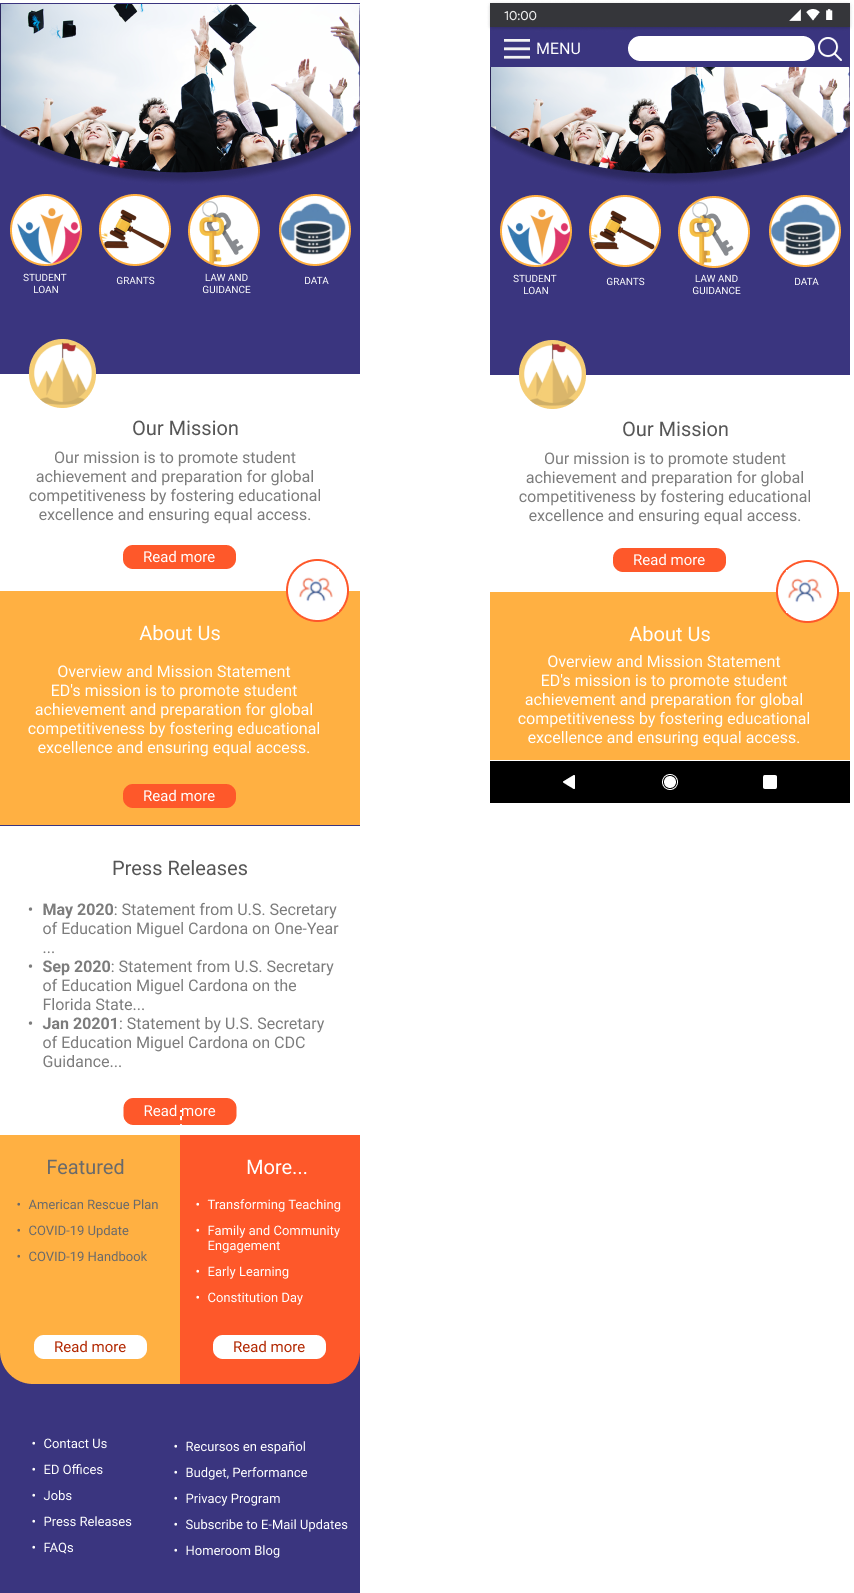 STUDENT
LOAN
GRANTS
LAW AND
GUIDANCE
DATA
Our Mission
Our mission is to promote student
achievement and preparation for global
competitiveness by fostering educational
excellence and ensuring equal access.
Read more
About Us
Overview and Mission Statement
ED's mission is to promote student
achievement and preparation for global
competitiveness by fostering educational
excellence and ensuring equal access.
Read more
Press Releases
• May 2020: Statement from U.S. Secretary
of Education Miguel Cardona on One-Year
...
• Sep 2020: Statement from U.S. Secretary
of Education Miguel Cardona on the
Florida State...
• Jan 20201: Statement by U.S. Secretary
of Education Miguel Cardona on CDC
Guidance...
Read more
Featured
• American Rescue Plan
• COVID-19 Update
• COVID-19 Handbook
Read more
More...
• Transforming Teaching
• Family and Community
Engagement
• Early Learning
• Constitution Day
Read more
• Contact Us
• ED Offices
• Jobs
• Press Releases
• FAQs
• Recursos en español
• Budget, Performance
• Privacy Program
• Subscribe to E-Mail Updates
• Homeroom Blog
10:00
MENU
STUDENT
LOAN
GRANTS
LAW AND
GUIDANCE
DATA
Our Mission
Our mission is to promote student
achievement and preparation for global
competitiveness by fostering educational
excellence and ensuring equal access.
Read more
About Us
Overview and Mission Statement
ED's mission is to promote student
achievement and preparation for global
competitiveness by fostering educational
excellence and ensuring equal access.